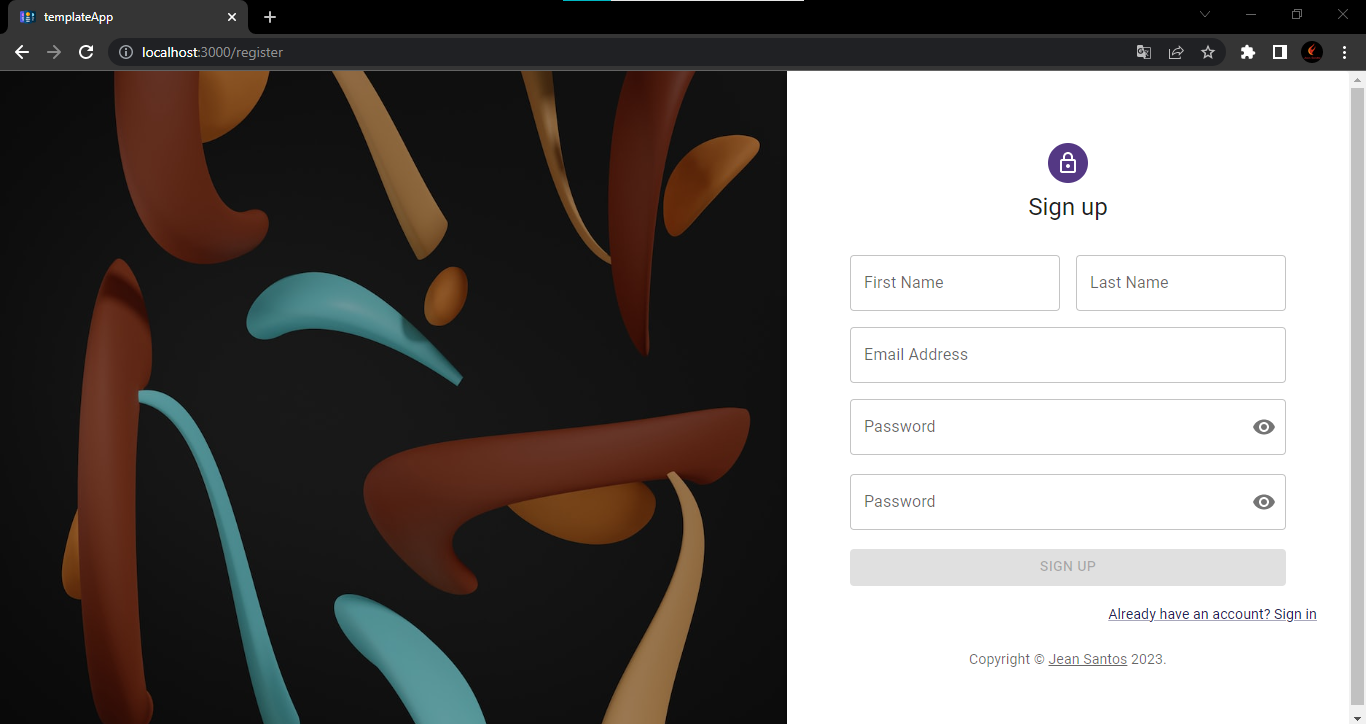 templateApp
localhost:3000/register
Sign up
First Name
Last Name
Email Address
Password
Password
SIGN UP
Already have an account? Sign in
Copyright © Jean Santos 2023.